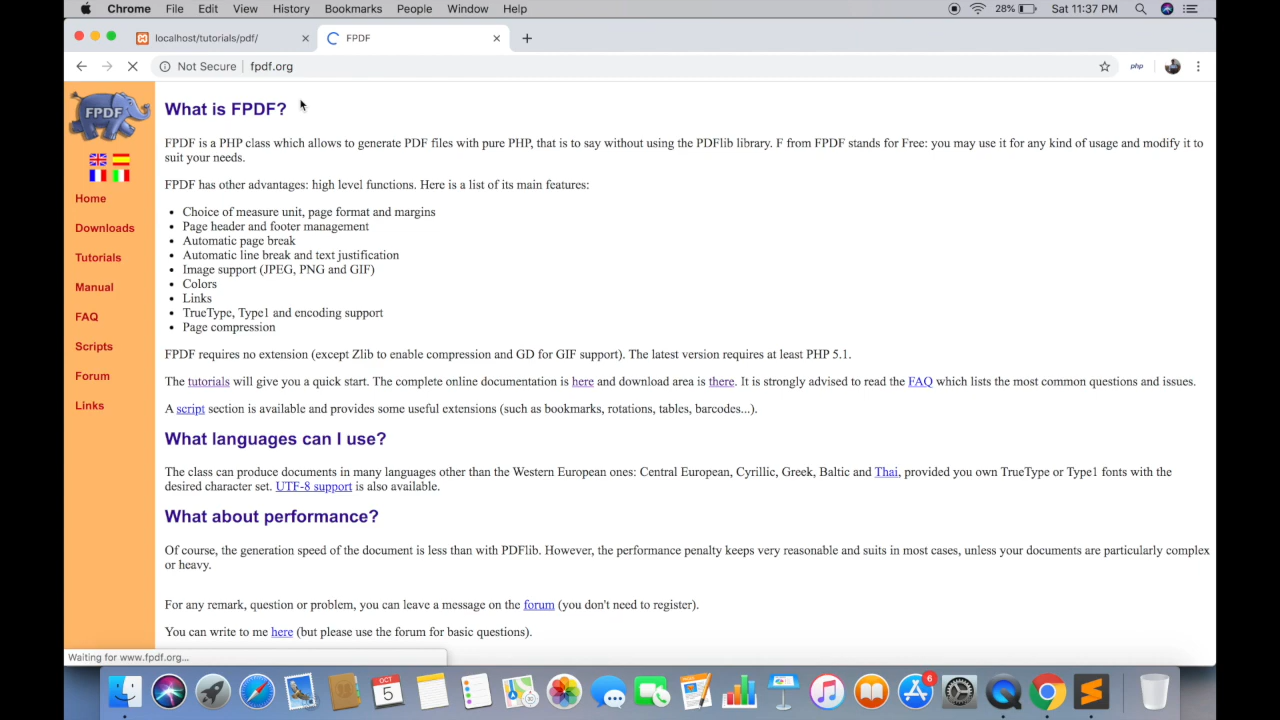 Chrome File Edit View History Bookmarks People Window Help 28% Sat 11:37 PM
localhost/tutorials/pdf/ FPDF
Not Secure fpdf.org php
FPDF
What is FPDF?
FPDF is a PHP class which allows to generate PDF files with pure PHP, that is to say without using the PDFlib library. F from FPDF stands for Free: you may use it for any kind of usage and modify it to
suit your needs.
FPDF has other advantages: high level functions. Here is a list of its main features:
Choice of measure unit, page format and margins
Page header and footer management
Automatic page break
Automatic line break and text justification
Image support (JPEG, PNG and GIF)
Colors
Links
TrueType, Type1 and encoding support
Page compression
FPDF requires no extension (except Zlib to enable compression and GD for GIF support). The latest version requires at least PHP 5.1.
The tutorials will give you a quick start. The complete online documentation is here and download area is there. It is strongly advised to read the FAQ which lists the most common questions and issues.
A script section is available and provides some useful extensions (such as bookmarks, rotations, tables, barcodes...).
What languages can I use?
The class can produce documents in many languages other than the Western European ones: Central European, Cyrillic, Greek, Baltic and Thai, provided you own TrueType or Type1 fonts with the
desired character set. UTF-8 support is also available.
What about performance?
Of course, the generation speed of the document is less than with PDFlib. However, the performance penalty keeps very reasonable and suits in most cases, unless your documents are particularly complex
or heavy.
For any remark, question or problem, you can leave a message on the forum (you don't need to register).
You can write to me here (but please use the forum for basic questions).
Home
Downloads
Tutorials
Manual
FAQ
Scripts
Forum
Links
Waiting for www.fpdf.org...
OCT
5
6